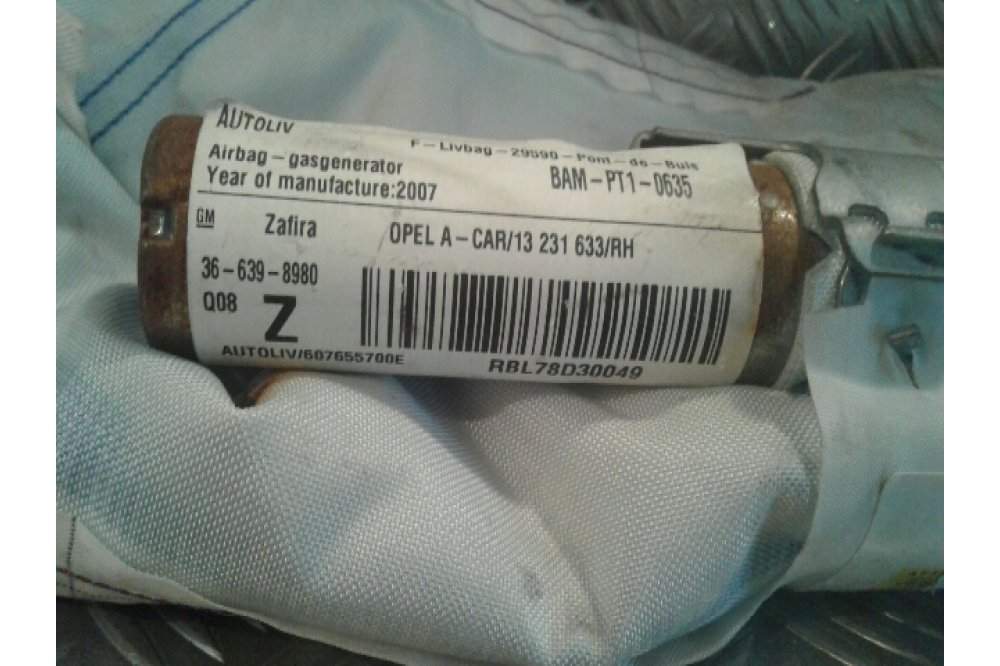 AUTOLIV
F-Livbag-29590-Pont-de-Buis
Airbag-gasgenerator
BAM-PT1-0635
Year of manufacture:2007
GM Zafira OPEL A-CAR/13 231 633/RH
36-639-8980
Q08 Z
AUTOLIV/607655700E
RBL78D30049